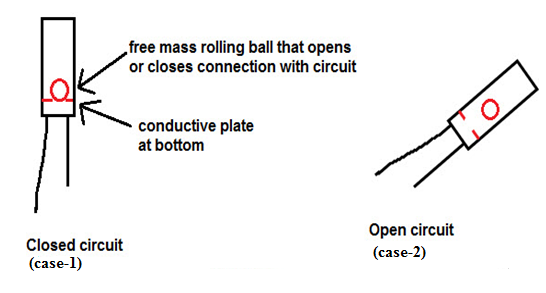 free mass rolling ball that opens
or closes connection with circuit
conductive plate
at bottom
Closed circuit
(case-1)
Open circuit
(case-2)